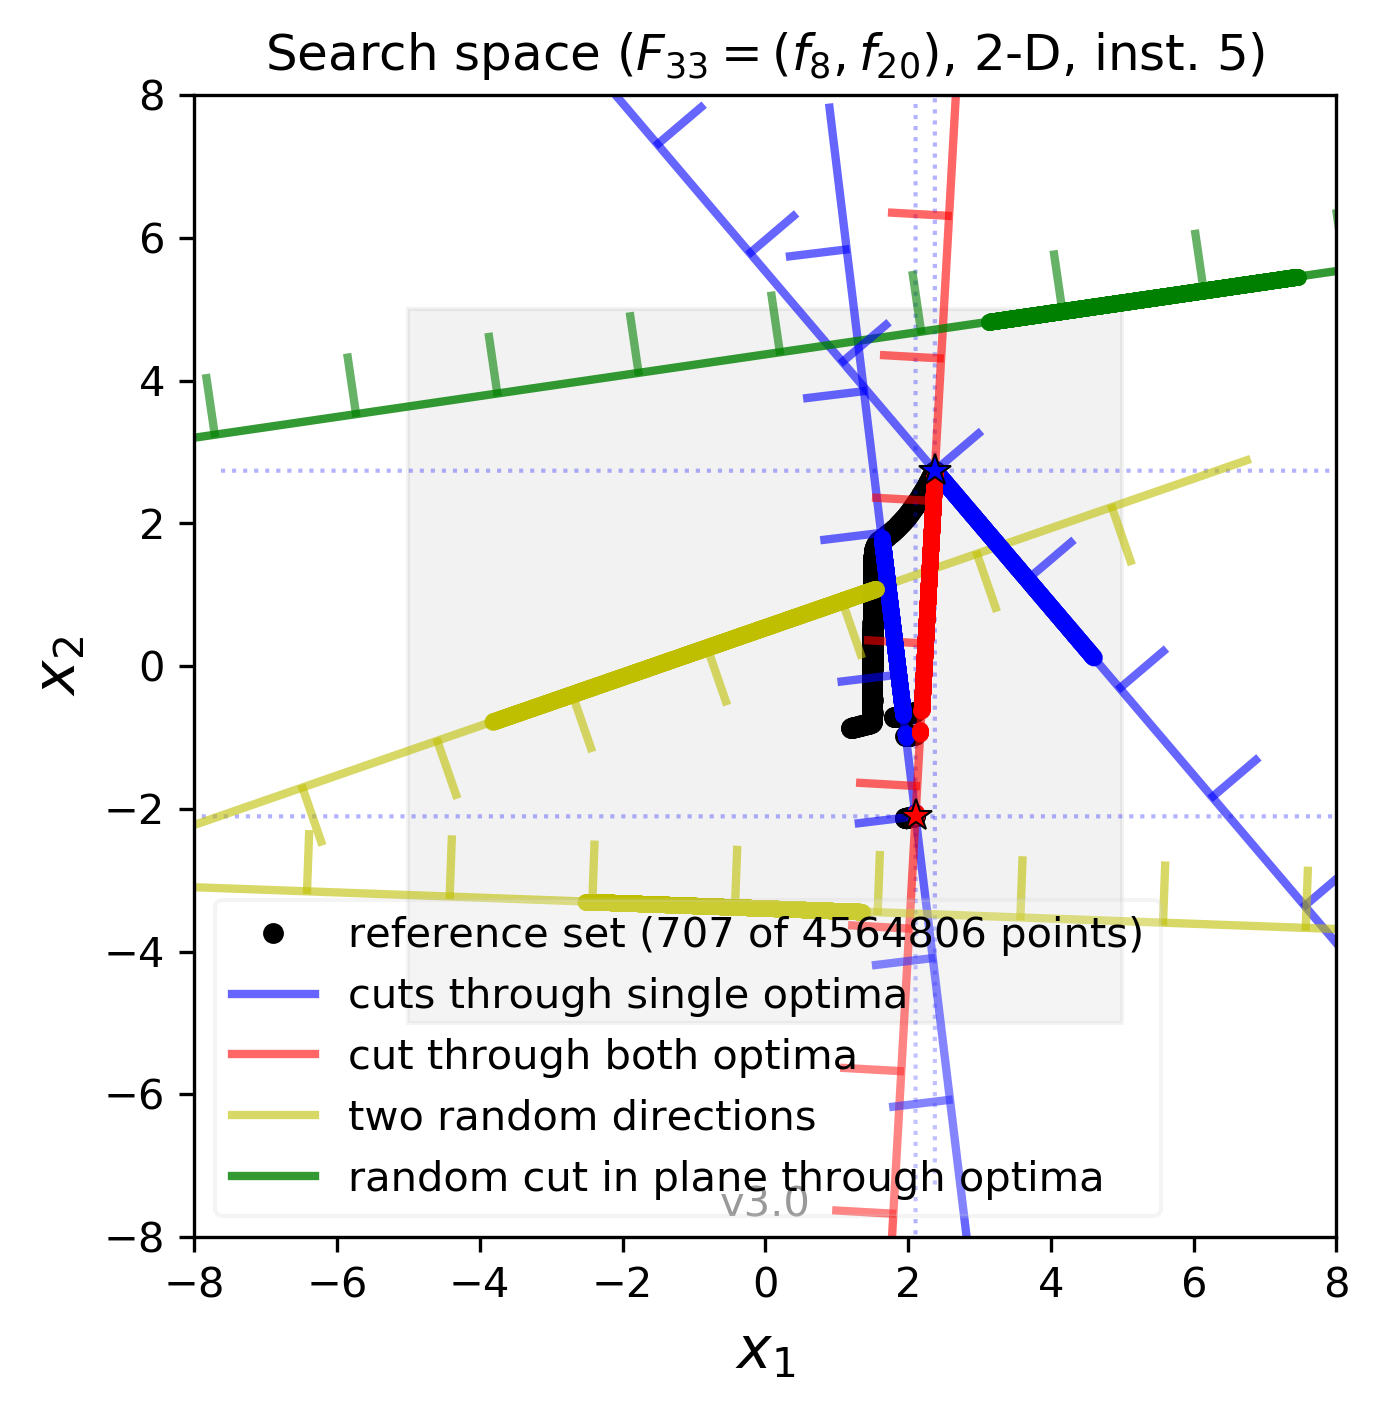 Search space (F₃₃ = (f₈, f₂₀), 2-D, inst. 5)
8
6
4
2
0
−2
−4
−6
−8
x₂
reference set (707 of 4564806 points)
cuts through single optima
cut through both optima
two random directions
random cut in plane through optima
v3.0
−8 −6 −4 −2 0 2 4 6 8
x₁